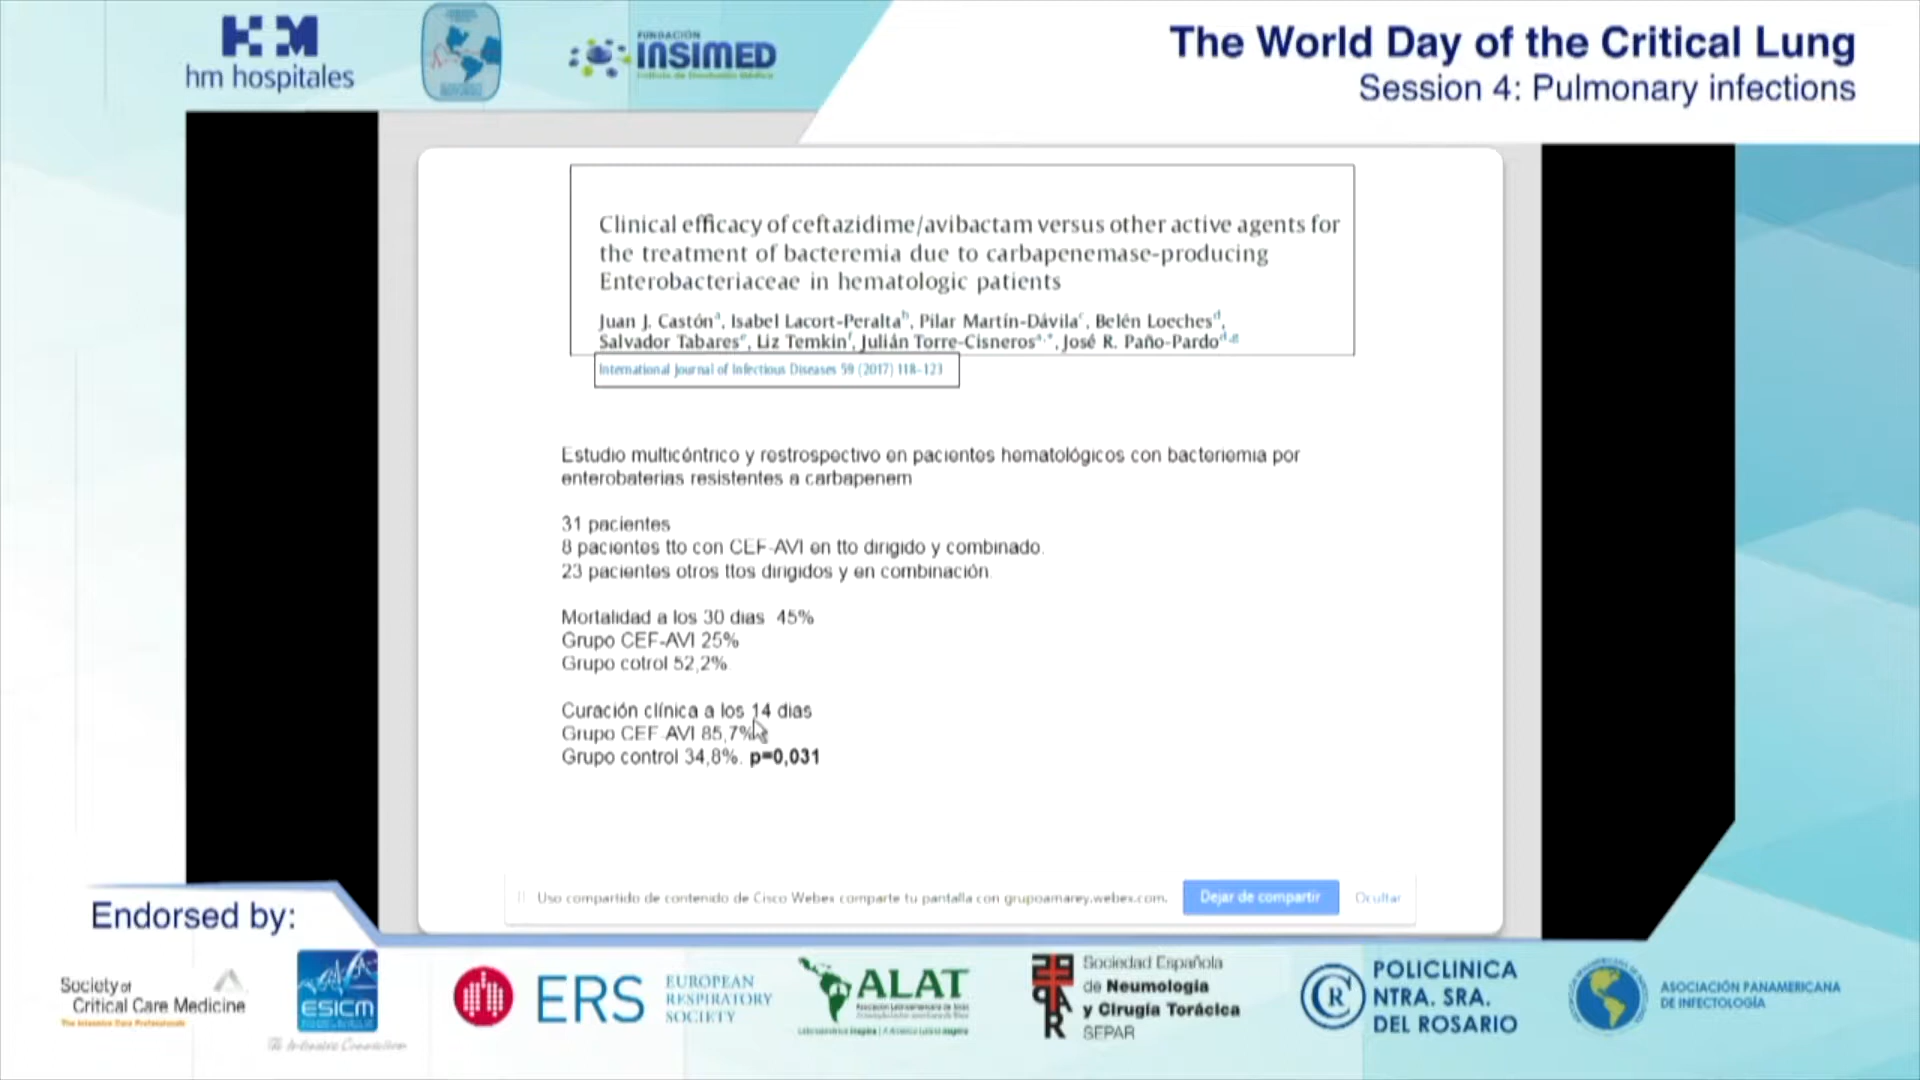 hm hospitales
FUNDACIÓN
INSIMED
The World Day of the Critical Lung
Session 4: Pulmonary infections
Clinical efficacy of ceftazidime/avibactam versus other active agents for
the treatment of bacteremia due to carbapenemase-producing
Enterobacteriaceae in hematologic patients
Juan J. Castón, Isabel Lacort-Peralta, Pilar Martín-Dávila, Belén Loeches,
Salvador Tabares, Liz Temkin, Julián Torre-Cisneros, José R. Paño-Pardo
International Journal of Infectious Diseases 59 (2017) 118–123
Estudio multicéntrico y restrospectivo en pacientes hematológicos con bacteriemia por
enterobaterias resistentes a carbapenem
31 pacientes
8 pacientes tto con CEF-AVI en tto dirigido y combinado.
23 pacientes otros ttos dirigidos y en combinación.
Mortalidad a los 30 dias 45%
Grupo CEF-AVI 25%
Grupo cotrol 52,2%
Curación clínica a los 14 dias
Grupo CEF AVI 85,7%
Grupo control 34,8%. p=0,031
Uso compartido de contenido de Cisco Webex comparte tu pantalla con grupoamarey.webex.com.
Dejar de compartir
Ocultar
Endorsed by:
Society of
Critical Care Medicine
The Intensive Care Professionals
ESICM
ERS
EUROPEAN
RESPIRATORY
SOCIETY
ALAT
Sociedad Española
de Neumología
y Cirugía Torácica
SEPAR
POLICLINICA
NTRA. SRA.
DEL ROSARIO
ASOCIACIÓN PANAMERICANA
DE INFECTOLOGÍA